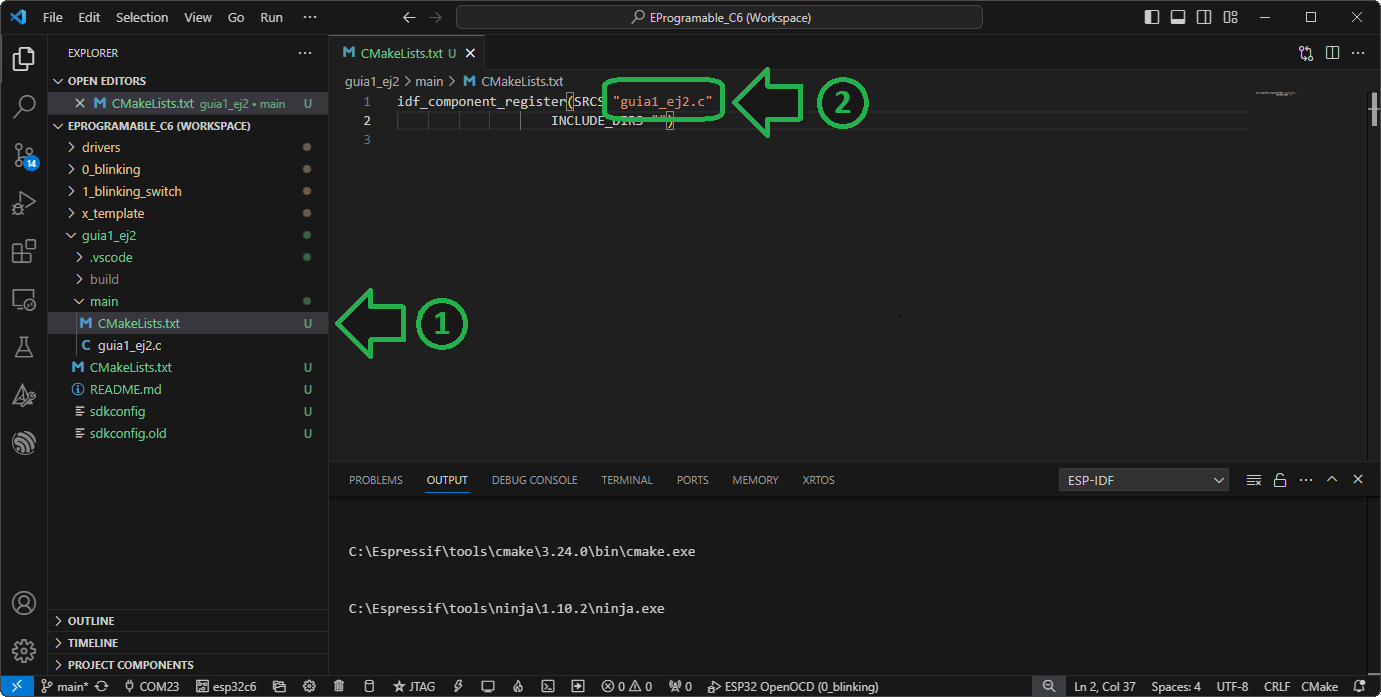 File Edit Selection View Go Run ···
EProgramable_C6 (Workspace)
EXPLORER ···
OPEN EDITORS
CMakeLists.txt guia1_ej2 • main U
EPROGRAMABLE_C6 (WORKSPACE)
drivers
0_blinking
1_blinking_switch
x_template
guia1_ej2
.vscode
build
main
CMakeLists.txt U
guia1_ej2.c
CMakeLists.txt U
README.md U
sdkconfig U
sdkconfig.old U
OUTLINE
TIMELINE
PROJECT COMPONENTS
14
1
CMakeLists.txt U
guia1_ej2 > main > CMakeLists.txt
1 idf_component_register(SRCS "guia1_ej2.c"
2 INCLUDE_DIRS "")
3
2
PROBLEMS OUTPUT DEBUG CONSOLE TERMINAL PORTS MEMORY XRTOS
ESP-IDF
C:\Espressif\tools\cmake\3.24.0\bin\cmake.exe
C:\Espressif\tools\ninja\1.10.2\ninja.exe
main* COM23 esp32c6 JTAG 0 0 0 ESP32 OpenOCD (0_blinking) Ln 2, Col 37 Spaces: 4 UTF-8 CRLF CMake